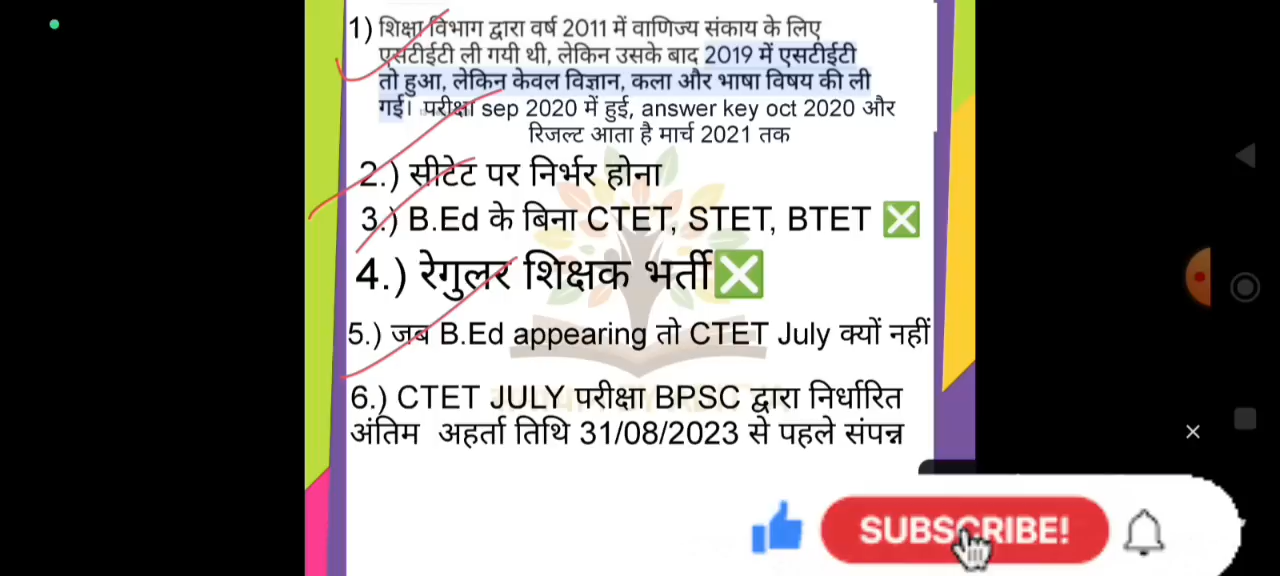 1) शिक्षा विभाग द्वारा वर्ष 2011 में वाणिज्य संकाय के लिए
एसटीईटी ली गयी थी, लेकिन उसके बाद 2019 में एसटीईटी
तो हुआ, लेकिन केवल विज्ञान, कला और भाषा विषय की ली
गई। परीक्षा sep 2020 में हुई, answer key oct 2020 और
रिजल्ट आता है मार्च 2021 तक
2.) सीटेट पर निर्भर होना
3.) B.Ed के बिना CTET, STET, BTET ❎
4.) रेगुलर शिक्षक भर्ती❎
5.) जब B.Ed appearing तो CTET July क्यों नहीं
6.) CTET JULY परीक्षा BPSC द्वारा निर्धारित
अंतिम अहर्ता तिथि 31/08/2023 से पहले संपन्न
SUBSCRIBE!